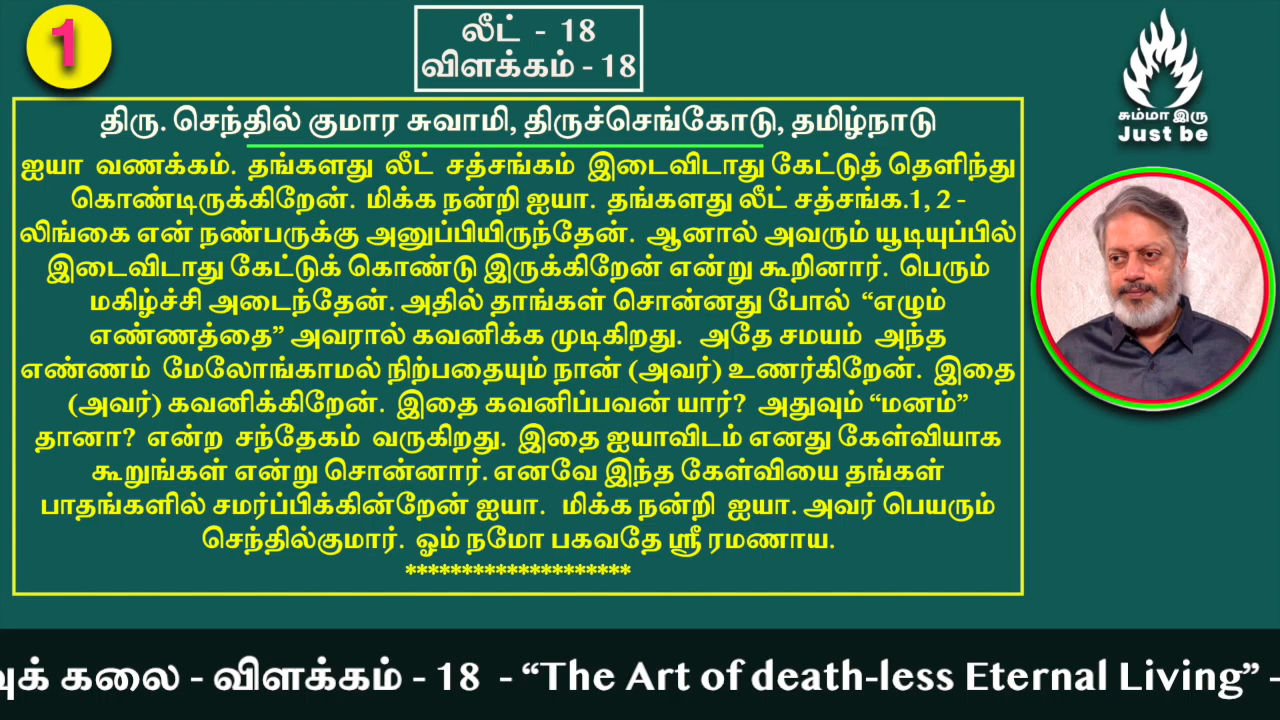 1
லீட் - 18
விளக்கம் - 18
சும்மா இரு
Just be
திரு. செந்தில் குமார சுவாமி, திருச்செங்கோடு, தமிழ்நாடு
ஐயா வணக்கம். தங்களது லீட் சத்சங்கம் இடைவிடாது கேட்டுத் தெளிந்து
கொண்டிருக்கிறேன். மிக்க நன்றி ஐயா. தங்களது லீட் சத்சங்க.1, 2 -
லிங்கை என் நண்பருக்கு அனுப்பியிருந்தேன். ஆனால் அவரும் யூடியுப்பில்
இடைவிடாது கேட்டுக் கொண்டு இருக்கிறேன் என்று கூறினார். பெரும்
மகிழ்ச்சி அடைந்தேன். அதில் தாங்கள் சொன்னது போல் “எழும்
எண்ணத்தை” அவரால் கவனிக்க முடிகிறது. அதே சமயம் அந்த
எண்ணம் மேலோங்காமல் நிற்பதையும் நான் (அவர்) உணர்கிறேன். இதை
(அவர்) கவனிக்கிறேன். இதை கவனிப்பவன் யார்? அதுவும் “மனம்”
தானா? என்ற சந்தேகம் வருகிறது. இதை ஐயாவிடம் எனது கேள்வியாக
கூறுங்கள் என்று சொன்னார். எனவே இந்த கேள்வியை தங்கள்
பாதங்களில் சமர்ப்பிக்கின்றேன் ஐயா. மிக்க நன்றி ஐயா. அவர் பெயரும்
செந்தில்குமார். ஓம் நமோ பகவதே ஸ்ரீ ரமணாய.
********************
வுக் கலை - விளக்கம் - 18 - “The Art of death-less Eternal Living” -